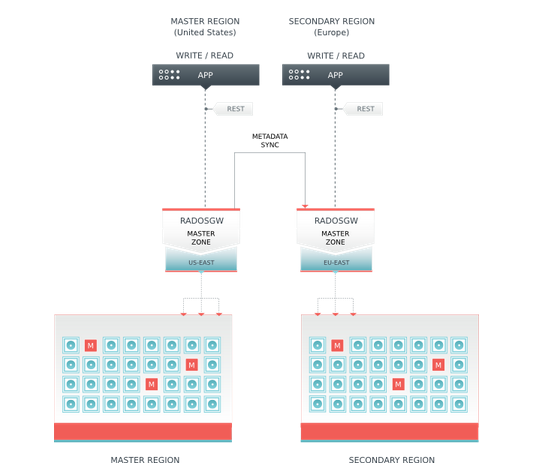 MASTER REGION
(United States)
SECONDARY REGION
(Europe)
WRITE / READ
WRITE / READ
APP
APP
REST
REST
METADATA
SYNC
RADOSGW
RADOSGW
MASTER
ZONE
MASTER
ZONE
US-EAST
EU-EAST
M
M
M
M
M
M
MASTER REGION
SECONDARY REGION